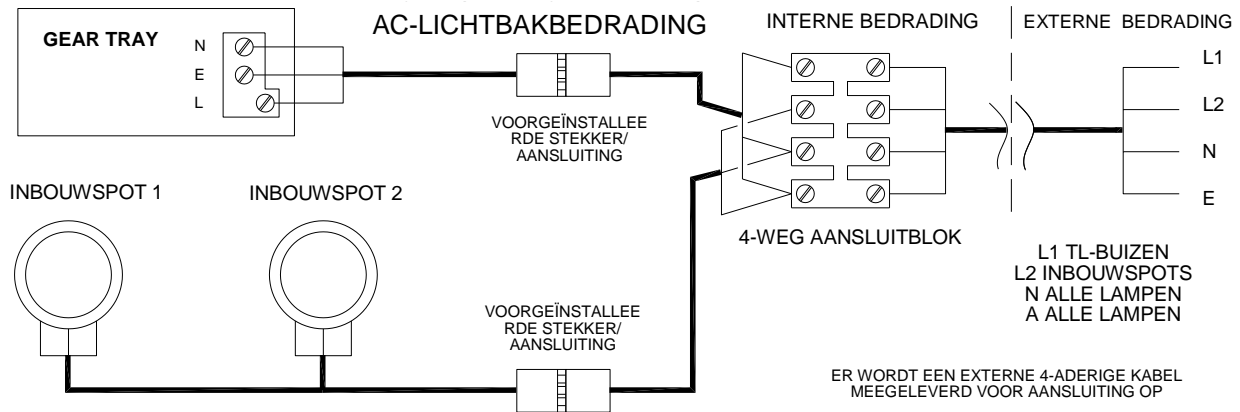 AC-LICHTBAKBEDRADING
INTERNE BEDRADING
EXTERNE BEDRADING
GEAR TRAY
N
E
L
VOORGEÏNSTALLEE
RDE STEKKER/
AANSLUITING
L1
L2
N
E
INBOUWSPOT 1
INBOUWSPOT 2
4-WEG AANSLUITBLOK
L1 TL-BUIZEN
L2 INBOUWSPOTS
N ALLE LAMPEN
A ALLE LAMPEN
VOORGEÏNSTALLEE
RDE STEKKER/
AANSLUITING
ER WORDT EEN EXTERNE 4-ADERIGE KABEL
MEEGELEVERD VOOR AANSLUITING OP